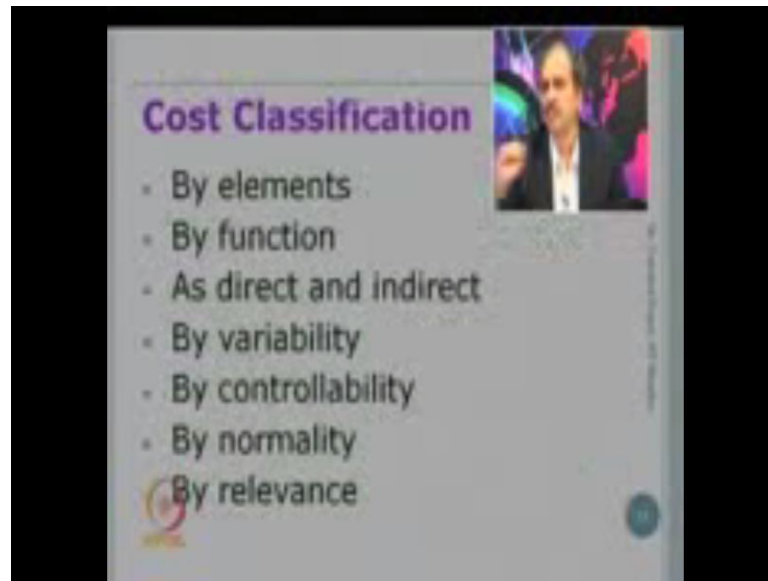 Cost Classification
By elements
By function
As direct and indirect
By variability
By controllability
By normality
By relevance